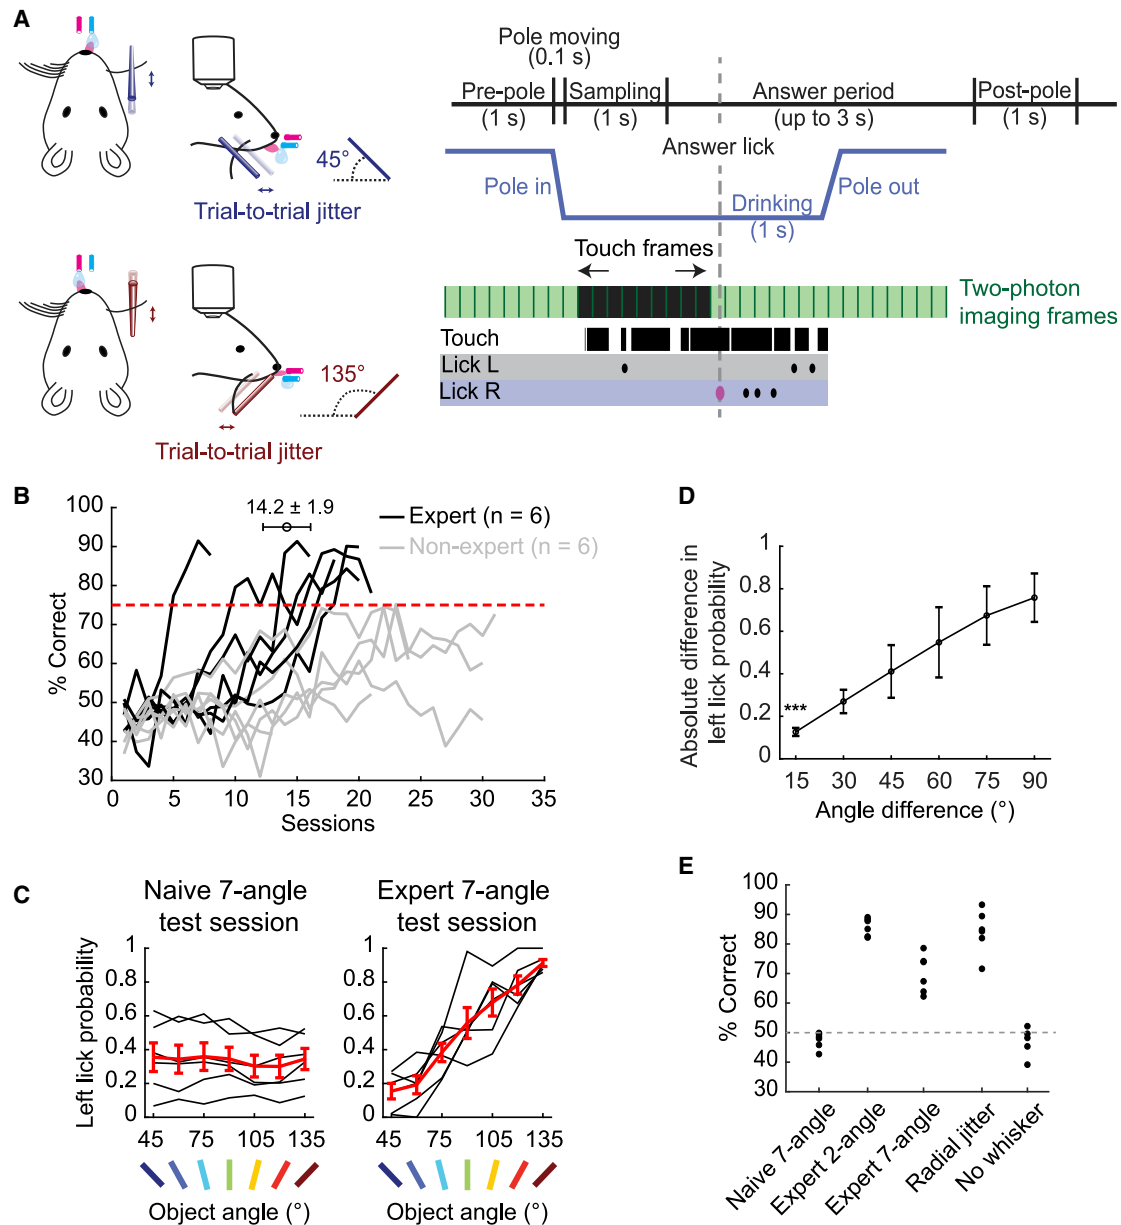 A
45°
Trial-to-trial jitter
135°
Trial-to-trial jitter
Pole moving
(0.1 s)
Pre-pole
(1 s)
Sampling
(1 s)
Answer period
(up to 3 s)
Post-pole
(1 s)
Answer lick
Pole in
Drinking
(1 s)
Pole out
Touch frames
Two-photon
imaging frames
Touch
Lick L
Lick R
B
14.2 ± 1.9
Expert (n = 6)
Non-expert (n = 6)
% Correct
100
90
80
70
60
50
40
30
0 5 10 15 20 25 30 35
Sessions
D
Absolute difference in
left lick probability
1
0.8
0.6
0.4
0.2
0
***
15 30 45 60 75 90
Angle difference (°)
C
Naive 7-angle
test session
Left lick probability
1
0.8
0.6
0.4
0.2
0
45 75 105 135
Object angle (°)
Expert 7-angle
test session
1
0.8
0.6
0.4
0.2
0
45 75 105 135
Object angle (°)
E
% Correct
100
90
80
70
60
50
40
30
Naive 7-angle
Expert 2-angle
Expert 7-angle
Radial jitter
No whisker